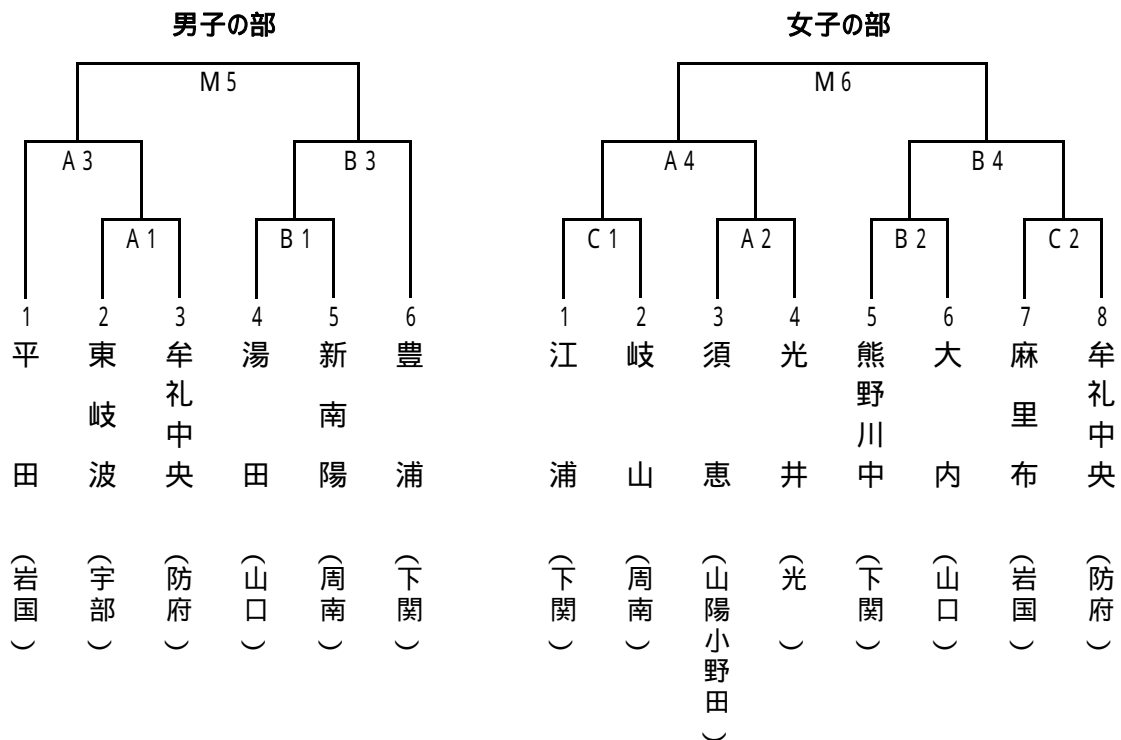 男子の部
女子の部
M5
M6
A3
B3
A4
B4
A1
B1
C1
A2
B2
C2
1
2
3
4
5
6
1
2
3
4
5
6
7
8
平田
東岐波
牟礼中央
湯田
新南陽
豊浦
江浦
岐山
須恵
光井
熊野川中
大内
麻里布
牟礼中央
(岩国)
(宇部)
(防府)
(山口)
(周南)
(下関)
(下関)
(周南)
(山陽小野田)
(光)
(下関)
(山口)
(岩国)
(防府)